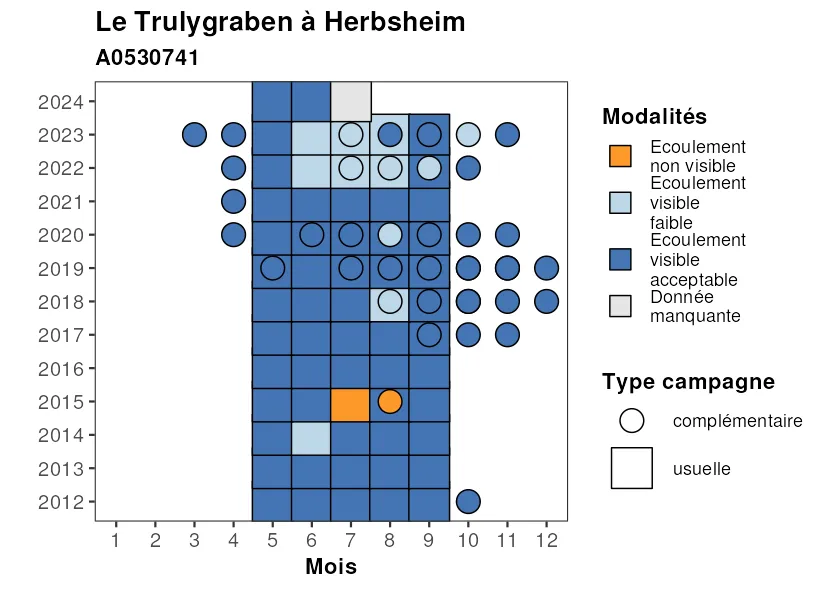 Le Trulygraben à Herbsheim
A0530741
2024
2023
2022
2021
2020
2019
2018
2017
2016
2015
2014
2013
2012
1 2 3 4 5 6 7 8 9 10 11 12
Mois
Modalités
Ecoulement
non visible
Ecoulement
visible
faible
Ecoulement
visible
acceptable
Donnée
manquante
Type campagne
complémentaire
usuelle